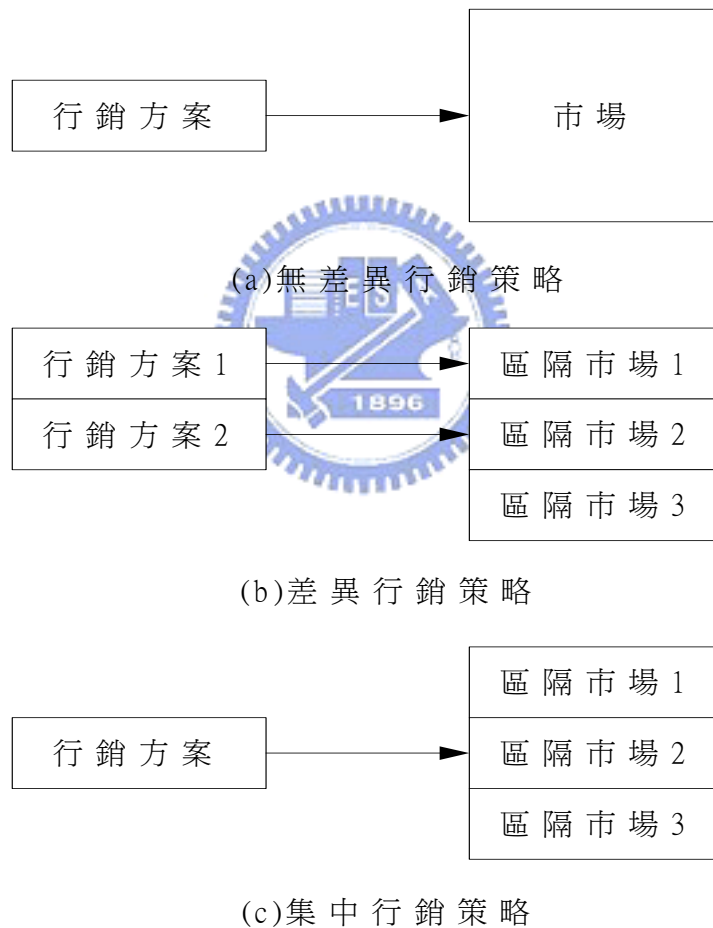 行銷方案
市場
(a)無差異行銷策略
行銷方案1
區隔市場1
行銷方案2
區隔市場2
區隔市場3
1896
(b)差異行銷策略
區隔市場1
行銷方案
區隔市場2
區隔市場3
(c)集中行銷策略